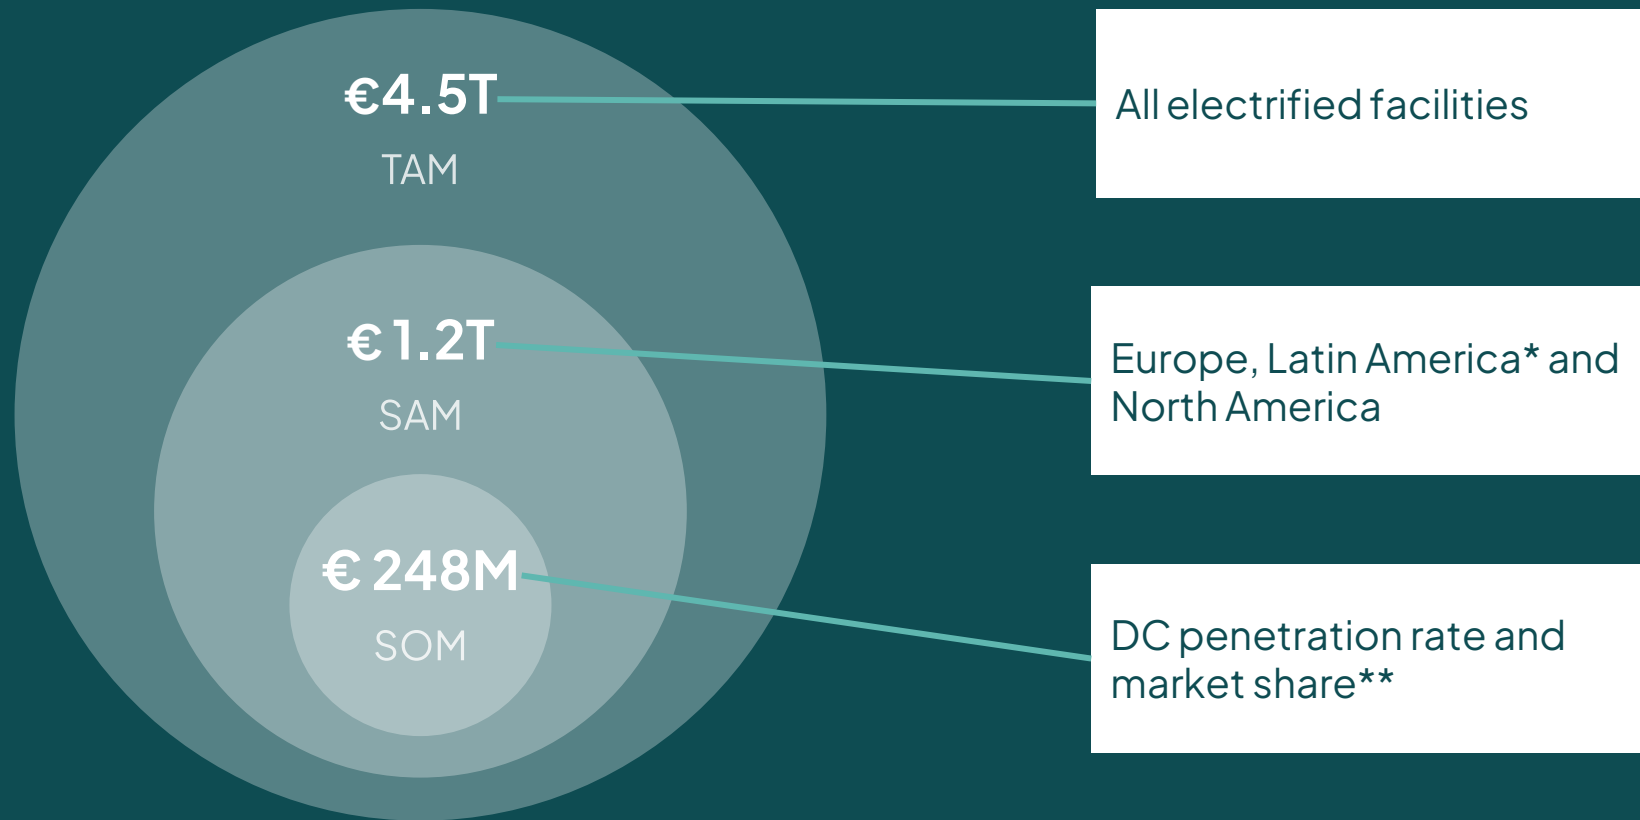 €4.5T
TAM
All electrified facilities
€ 1.2T
SAM
Europe, Latin America* and
North America
€ 248M
SOM
DC penetration rate and
market share**